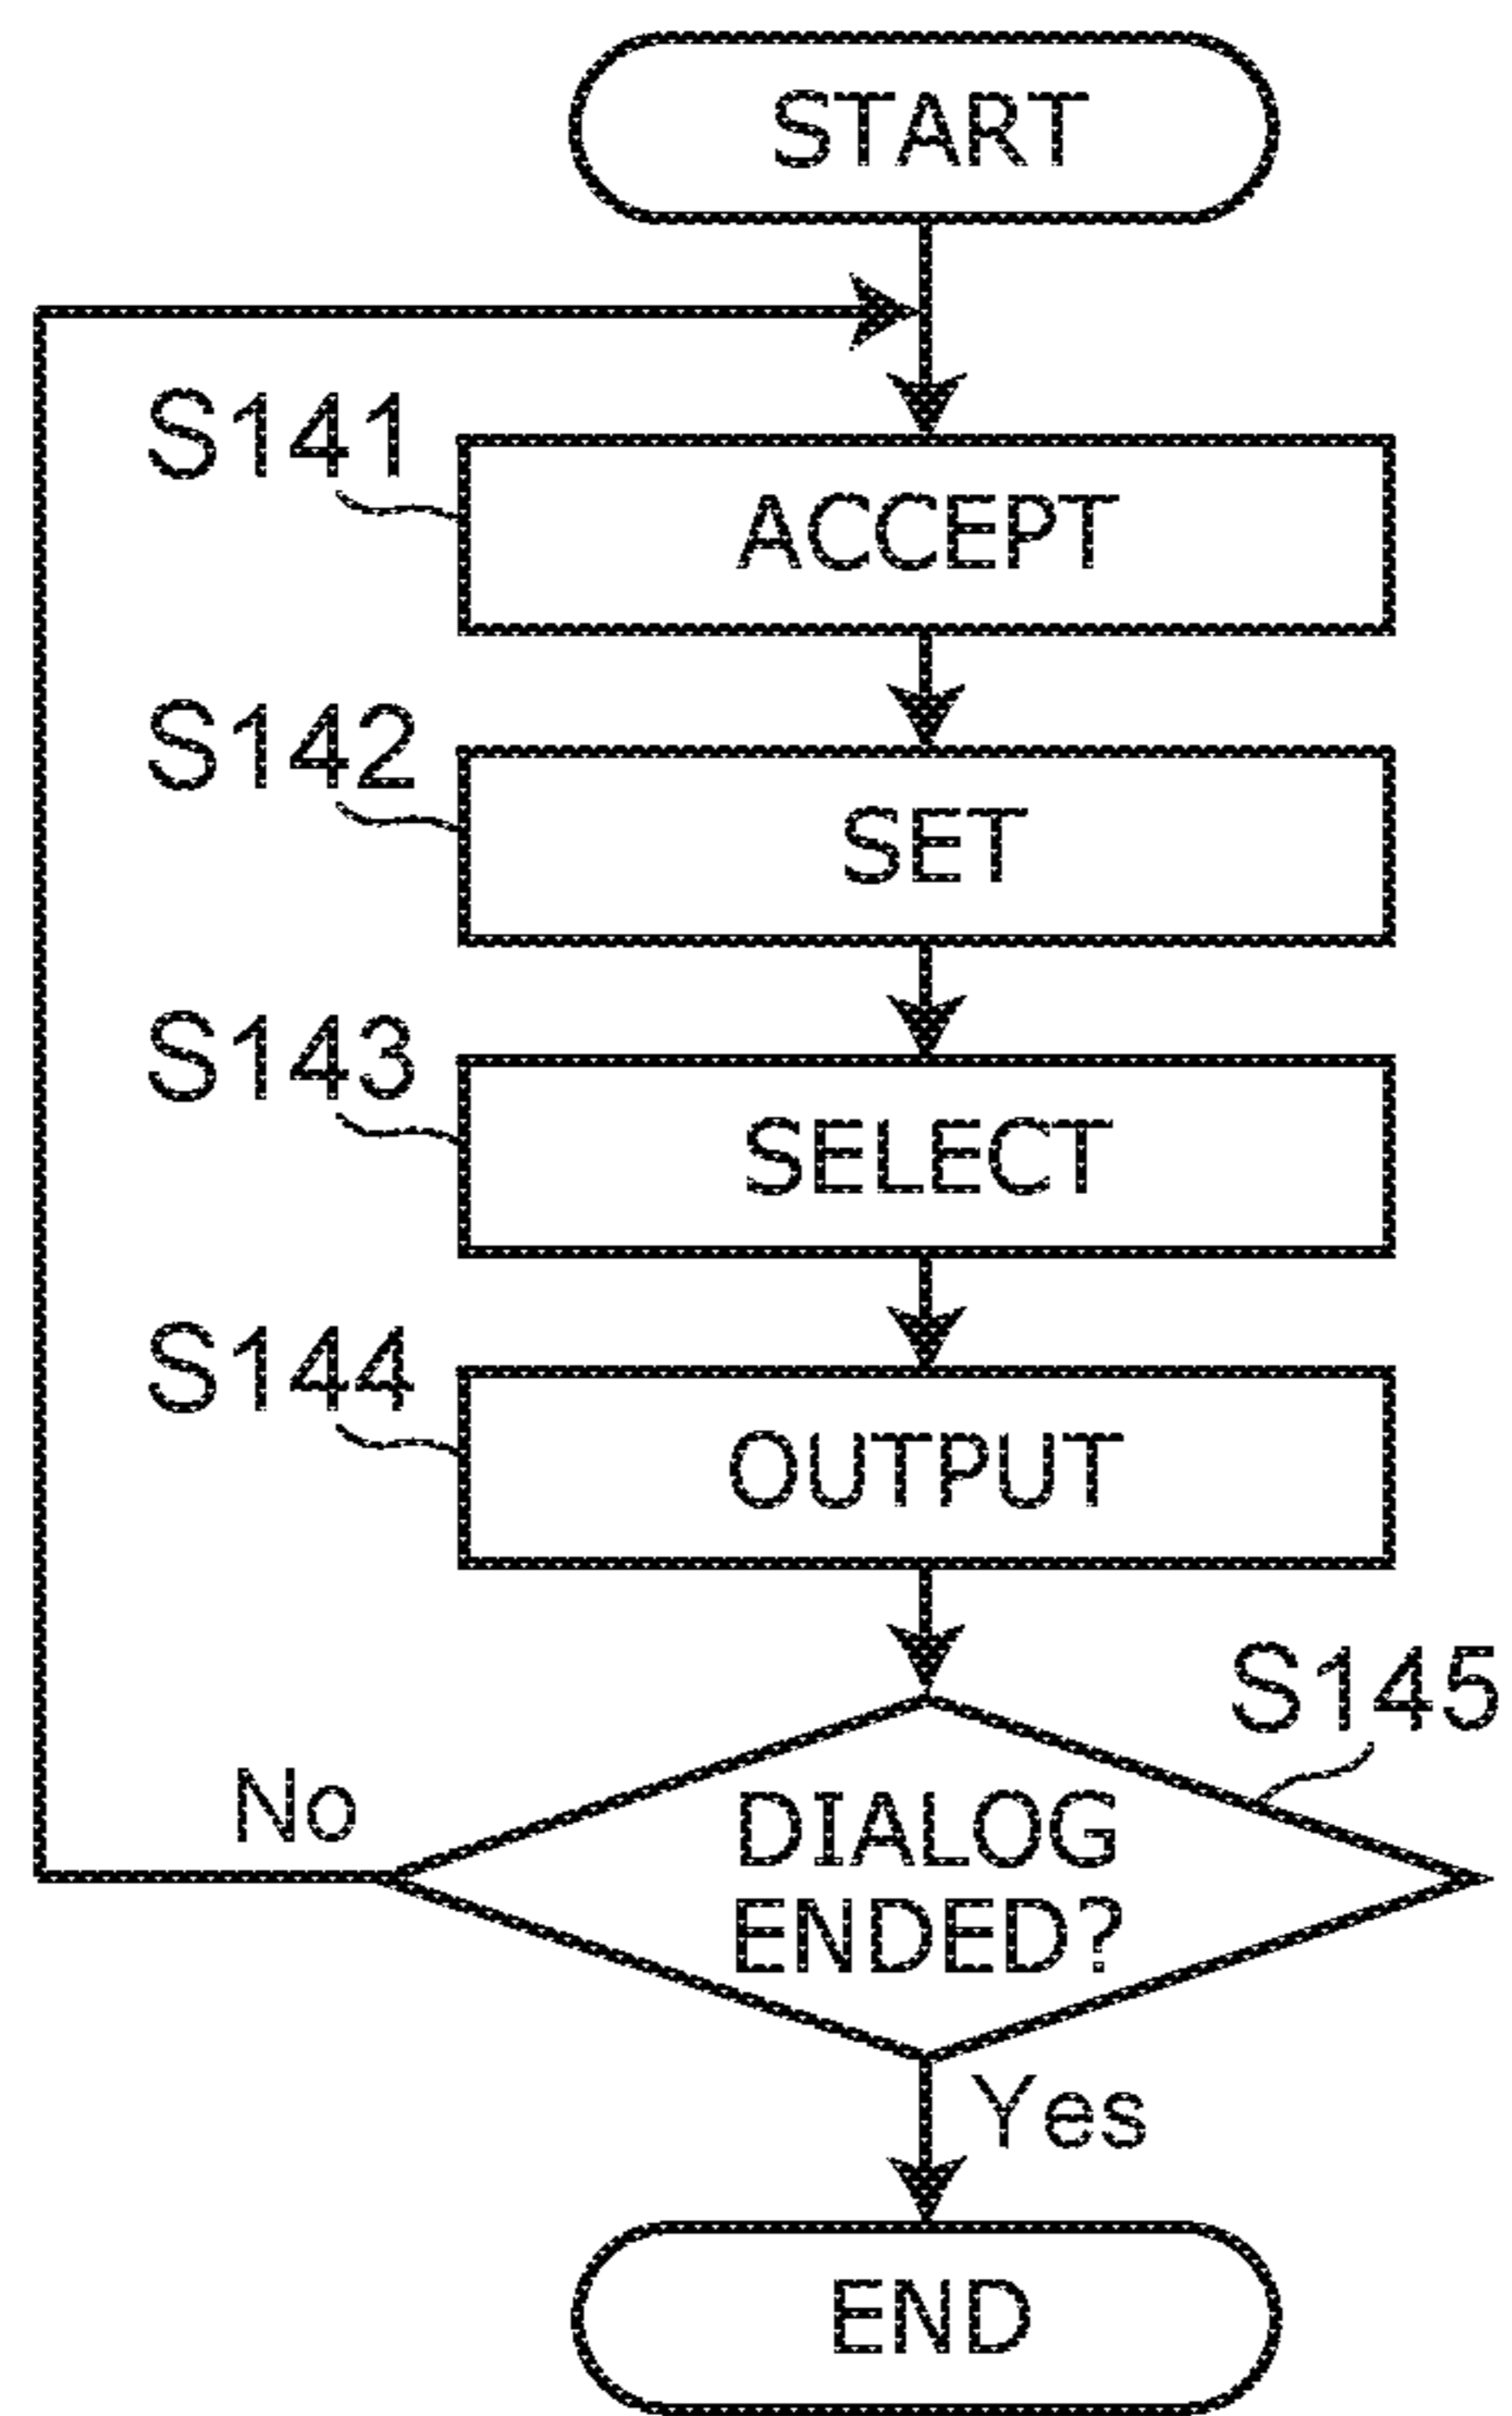 START
S141
ACCEPT
S142
SET
S143
SELECT
S144
OUTPUT
S145
DIALOG
ENDED?
No
Yes
END